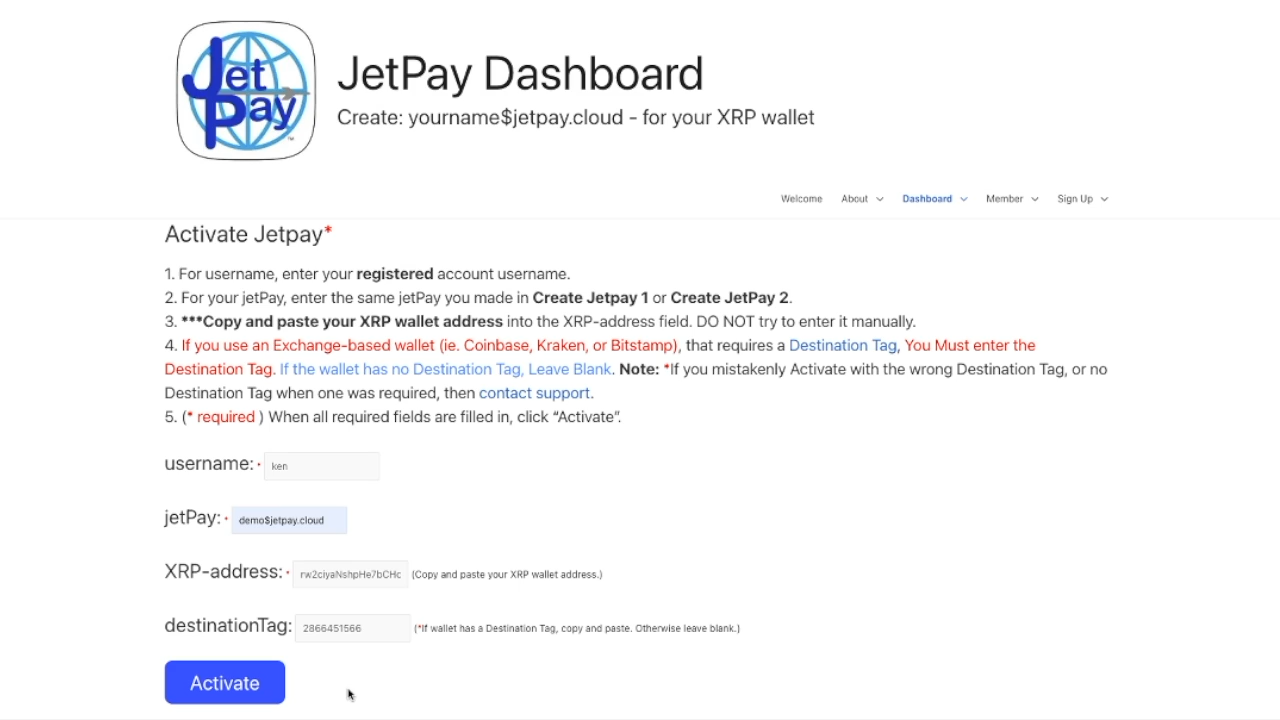 Jet
Pay
™
JetPay Dashboard
Create: yourname$jetpay.cloud - for your XRP wallet
Welcome About Dashboard Member Sign Up
Activate Jetpay*
1. For username, enter your registered account username.
2. For your jetPay, enter the same jetPay you made in Create Jetpay 1 or Create JetPay 2.
3. ***Copy and paste your XRP wallet address into the XRP-address field. DO NOT try to enter it manually.
4. If you use an Exchange-based wallet (ie. Coinbase, Kraken, or Bitstamp), that requires a Destination Tag, You Must enter the
Destination Tag. If the wallet has no Destination Tag, Leave Blank. Note: *If you mistakenly Activate with the wrong Destination Tag, or no
Destination Tag when one was required, then contact support.
5. (* required ) When all required fields are filled in, click “Activate”.
username: * ken
jetPay: * demo$jetpay.cloud
XRP-address: * rw2ciyaNshpHe7bCHc (Copy and paste your XRP wallet address.)
destinationTag: 2866451566 (*If wallet has a Destination Tag, copy and paste. Otherwise leave blank.)
Activate